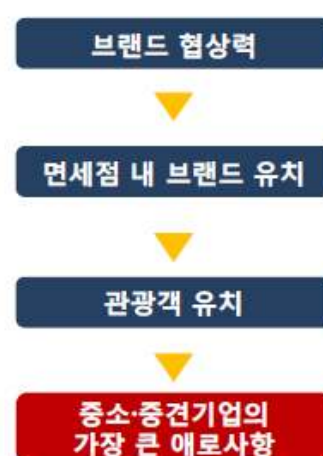 브랜드 협상력
면세점 내 브랜드 유치
관광객 유치
중소·중견기업의
가장 큰 애로사항